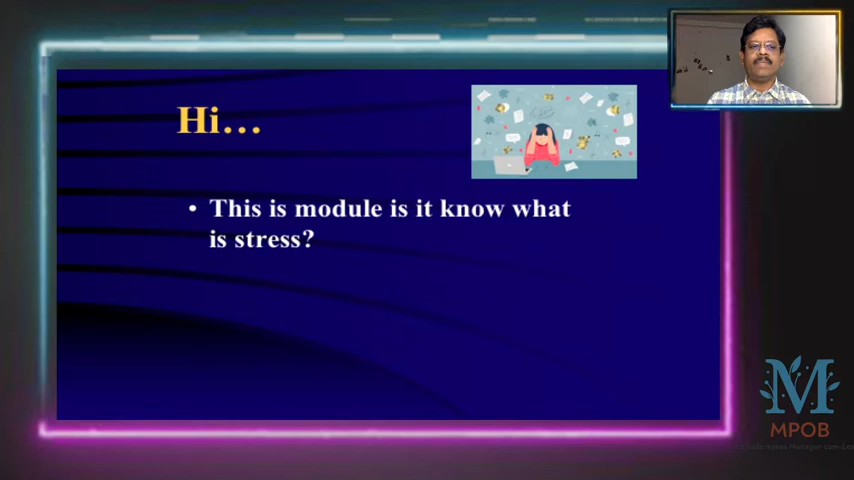 Hi...
• This is module is it know what
is stress?
M
MPOB